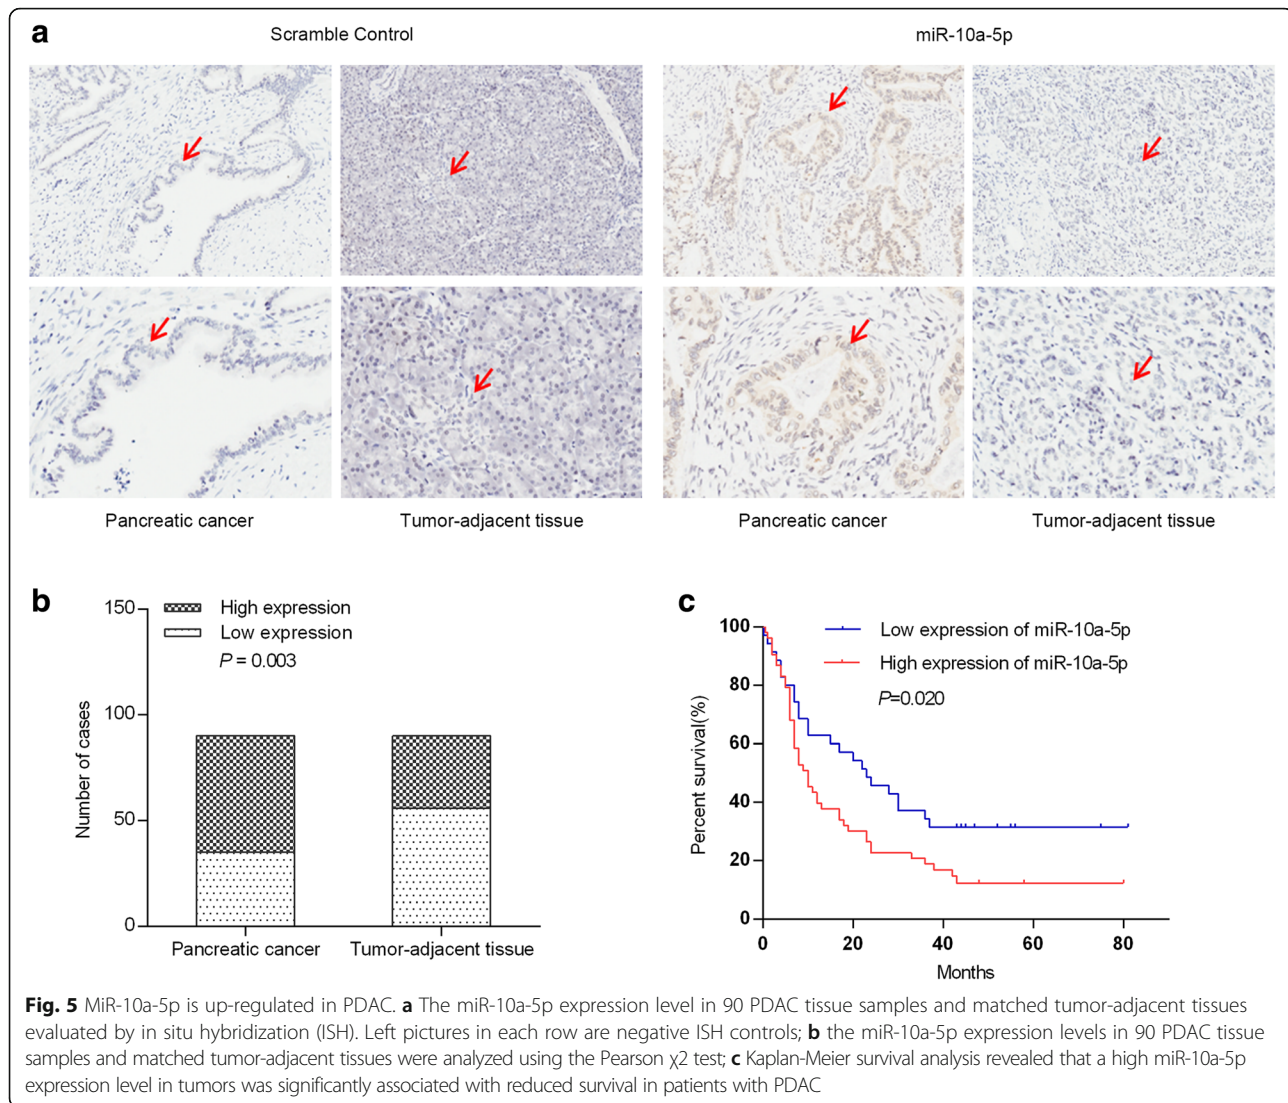 a
Scramble Control
miR-10a-5p
Pancreatic cancer
Tumor-adjacent tissue
Pancreatic cancer
Tumor-adjacent tissue
b
High expression
Low expression
P = 0.003
Number of cases
150
100
50
0
Pancreatic cancer
Tumor-adjacent tissue
c
Low expression of miR-10a-5p
High expression of miR-10a-5p
P=0.020
Percent survival(%)
100
80
60
40
20
0
0 20 40 60 80
Months
Fig. 5 MiR-10a-5p is up-regulated in PDAC. a The miR-10a-5p expression level in 90 PDAC tissue samples and matched tumor-adjacent tissues
evaluated by in situ hybridization (ISH). Left pictures in each row are negative ISH controls; b the miR-10a-5p expression levels in 90 PDAC tissue
samples and matched tumor-adjacent tissues were analyzed using the Pearson χ2 test; c Kaplan-Meier survival analysis revealed that a high miR-10a-5p
expression level in tumors was significantly associated with reduced survival in patients with PDAC